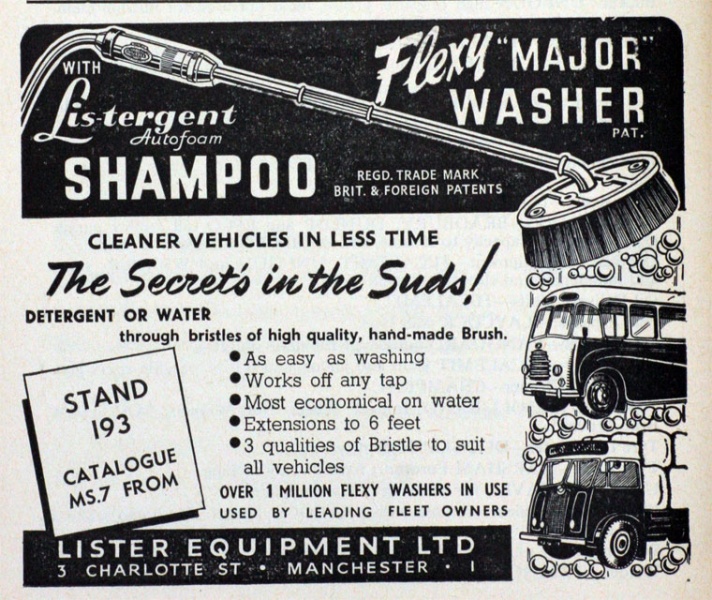 Flexy "MAJOR"
WASHER
PAT.
WITH
Lis-tergent
Autofoam
SHAMPOO
REGD. TRADE MARK
BRIT. & FOREIGN PATENTS
CLEANER VEHICLES IN LESS TIME
The Secret's in the Suds!
DETERGENT OR WATER
through bristles of high quality, hand-made Brush.
● As easy as washing
● Works off any tap
● Most economical on water
● Extensions to 6 feet
● 3 qualities of Bristle to suit
all vehicles
STAND
193
CATALOGUE
MS.7 FROM
OVER 1 MILLION FLEXY WASHERS IN USE
USED BY LEADING FLEET OWNERS
LISTER EQUIPMENT LTD
3 CHARLOTTE ST • MANCHESTER • 1